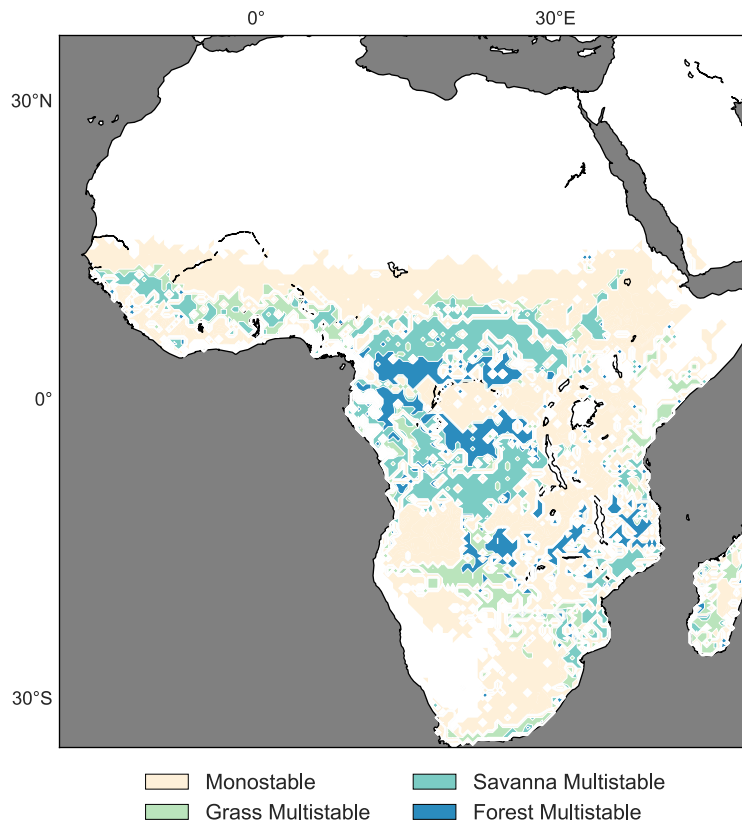 0° 30°E
30°N
0°
30°S
Monostable Savanna Multistable
Grass Multistable Forest Multistable